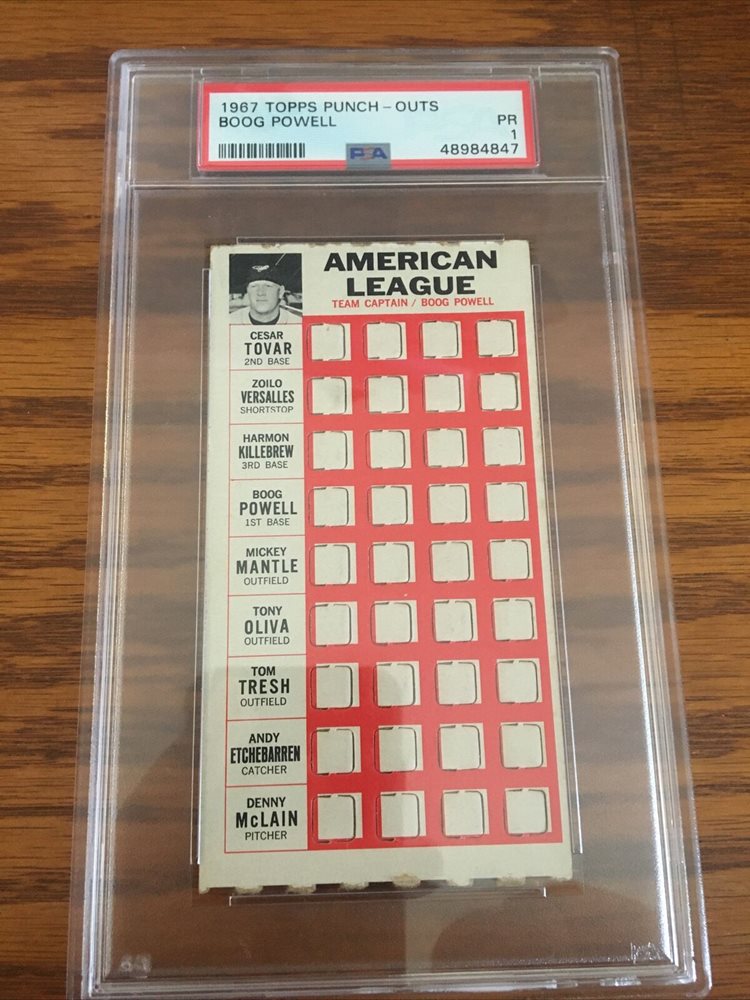 1967 TOPPS PUNCH-OUTS
BOOG POWELL
PR
1
PSA
48984847
AMERICAN
LEAGUE
TEAM CAPTAIN / BOOG POWELL
CESAR
TOVAR
2ND BASE
ZOILO
VERSALLES
SHORTSTOP
HARMON
KILLEBREW
3RD BASE
BOOG
POWELL
1ST BASE
MICKEY
MANTLE
OUTFIELD
TONY
OLIVA
OUTFIELD
TOM
TRESH
OUTFIELD
ANDY
ETCHEBARREN
CATCHER
DENNY
McLAIN
PITCHER